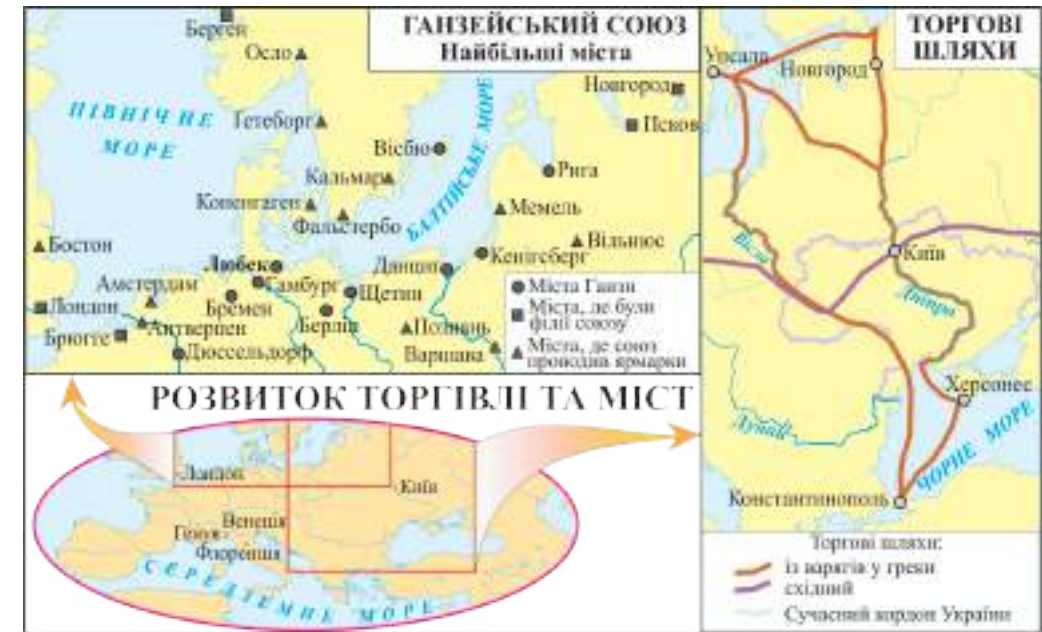 ГАНЗЕЙСЬКИЙ СОЮЗ
Найбільші міста
Берген
Осло
ПІВНІЧНЕ
МОРЕ
Гетеборг
Вісбю
Кальмар
Копенгаген
Фальстербо
БАЛТІЙСЬКЕ МОРЕ
Новгород
Псков
Рига
Мемель
Вільнюс
Кенігсберг
Данциг
Бостон
Любек
Амстердам
Гамбург
Щетин
Лондон
Бремен
Берлін
Брюгге
Антверпен
Дюссельдорф
Познань
Варшава
Міста Ганзи
Міста, де були
філії союзу
Міста, де союз
проводив ярмарки
РОЗВИТОК ТОРГІВЛІ ТА МІСТ
Лондон
Київ
Венеція
Генуя
Флоренція
СЕРЕДЗЕМНЕ МОРЕ
ТОРГОВІ
ШЛЯХИ
Упсала
Новгород
Київ
Вісла
Дніпро
Херсонес
Дунай
ЧОРНЕ МОРЕ
Константинополь
Торгові шляхи:
із варягів у греки
східний
Сучасний кордон України